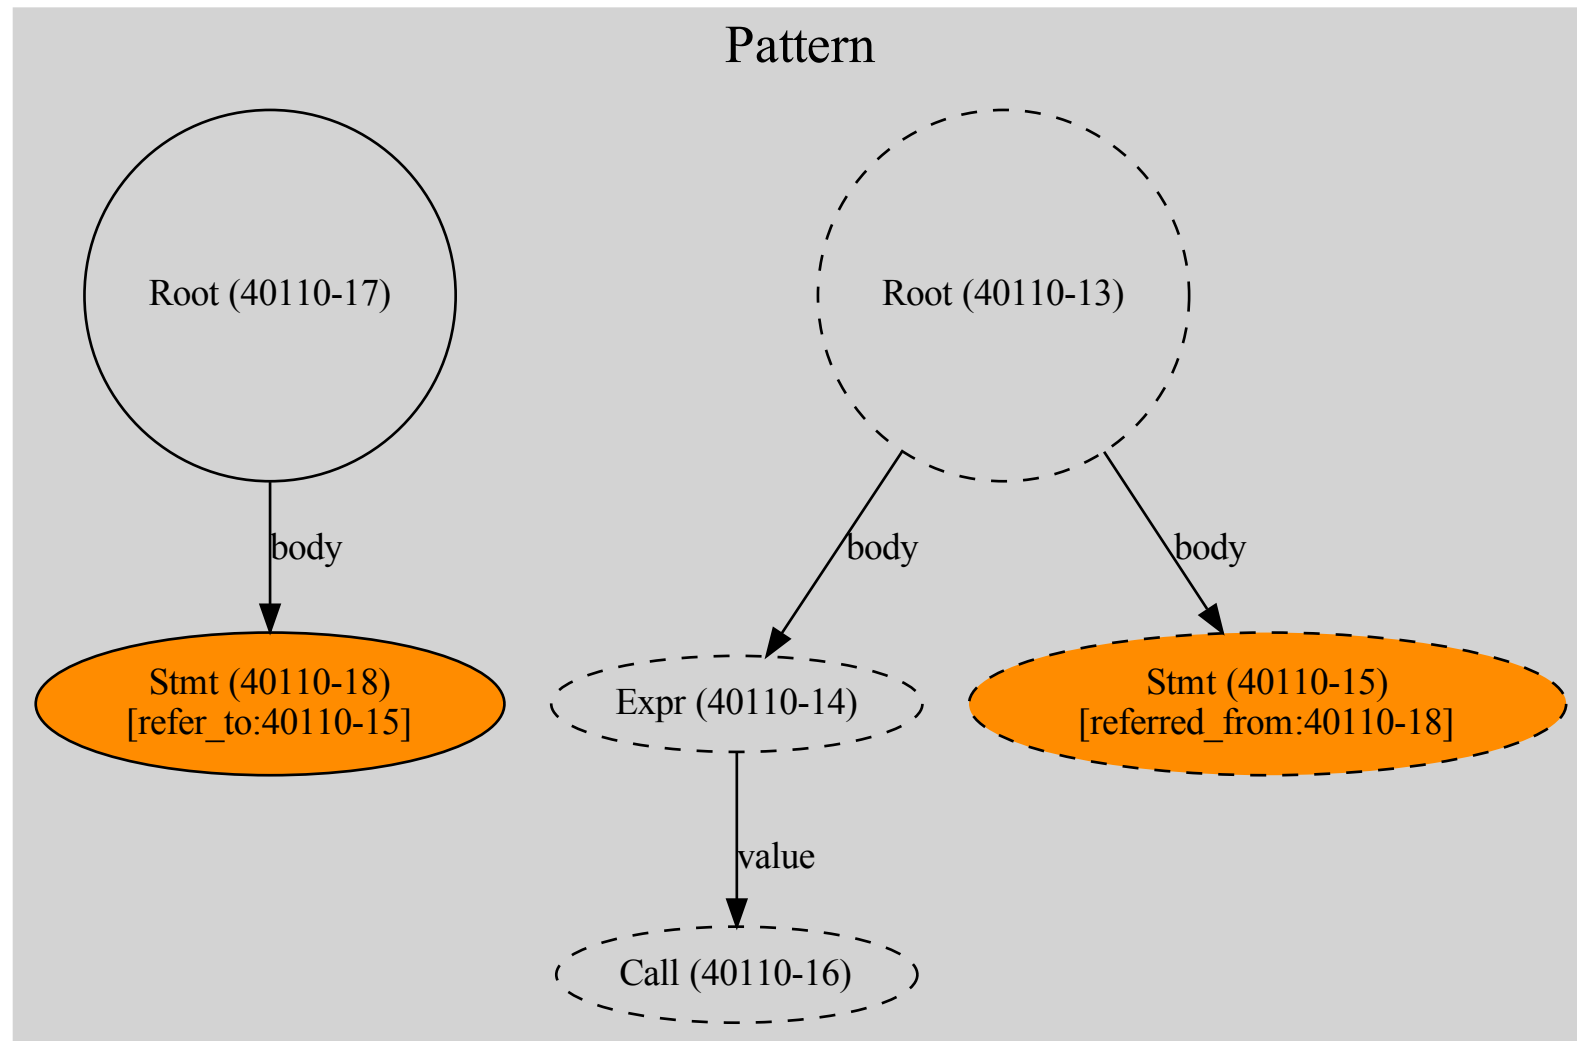 Pattern
Root (40110-17)
Root (40110-13)
body
body
body
Stmt (40110-18)
[refer_to:40110-15]
Expr (40110-14)
Stmt (40110-15)
[referred_from:40110-18]
value
Call (40110-16)